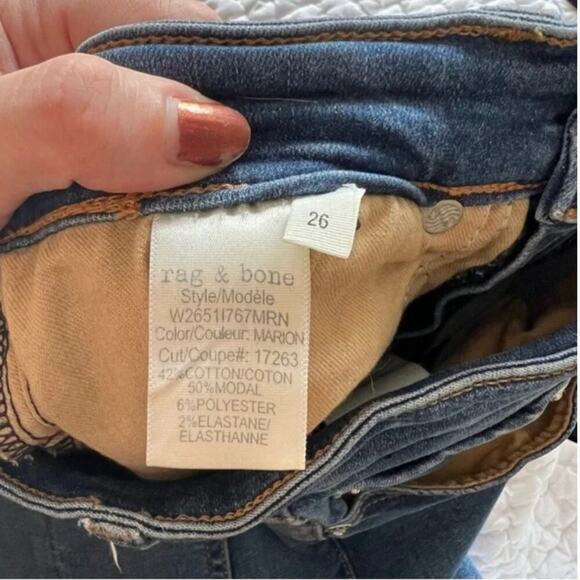 26
rag & bone
Style/Modèle
W2651I767MRN
Color/Couleur: MARION
Cut/Coupe#: 17263
42%COTTON/COTON
50%MODAL
6%POLYESTER
2%ELASTANE/
ELASTHANNE